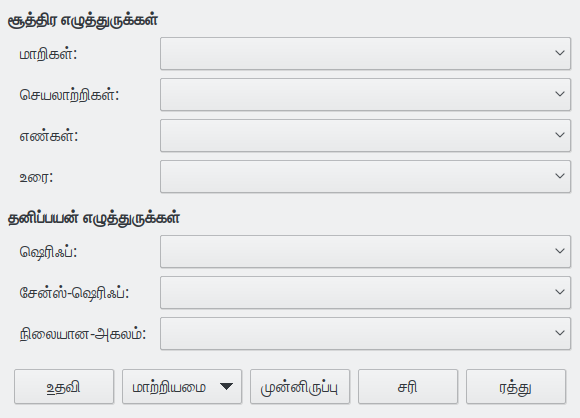 சூத்திர எழுத்துருக்கள்
மாறிகள்:
செயலாற்றிகள்:
எண்கள்:
உரை:
தனிப்பயன் எழுத்துருக்கள்
ஷெரிஃப்:
சேன்ஸ்-ஷெரிஃப்:
நிலையான-அகலம்:
உதவி மாற்றியமை முன்னிருப்பு சரி ரத்து